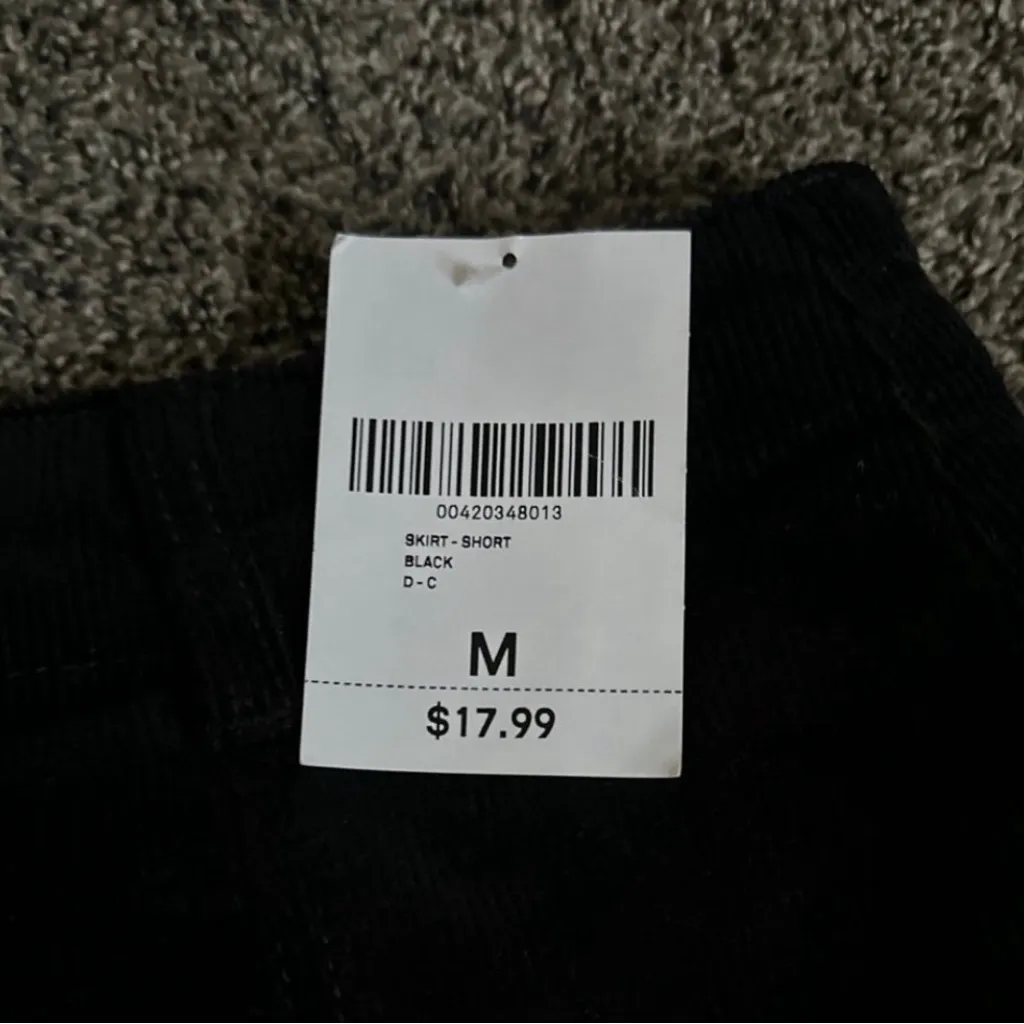 00420348013
SKIRT - SHORT
BLACK
D - C
M
$17.99